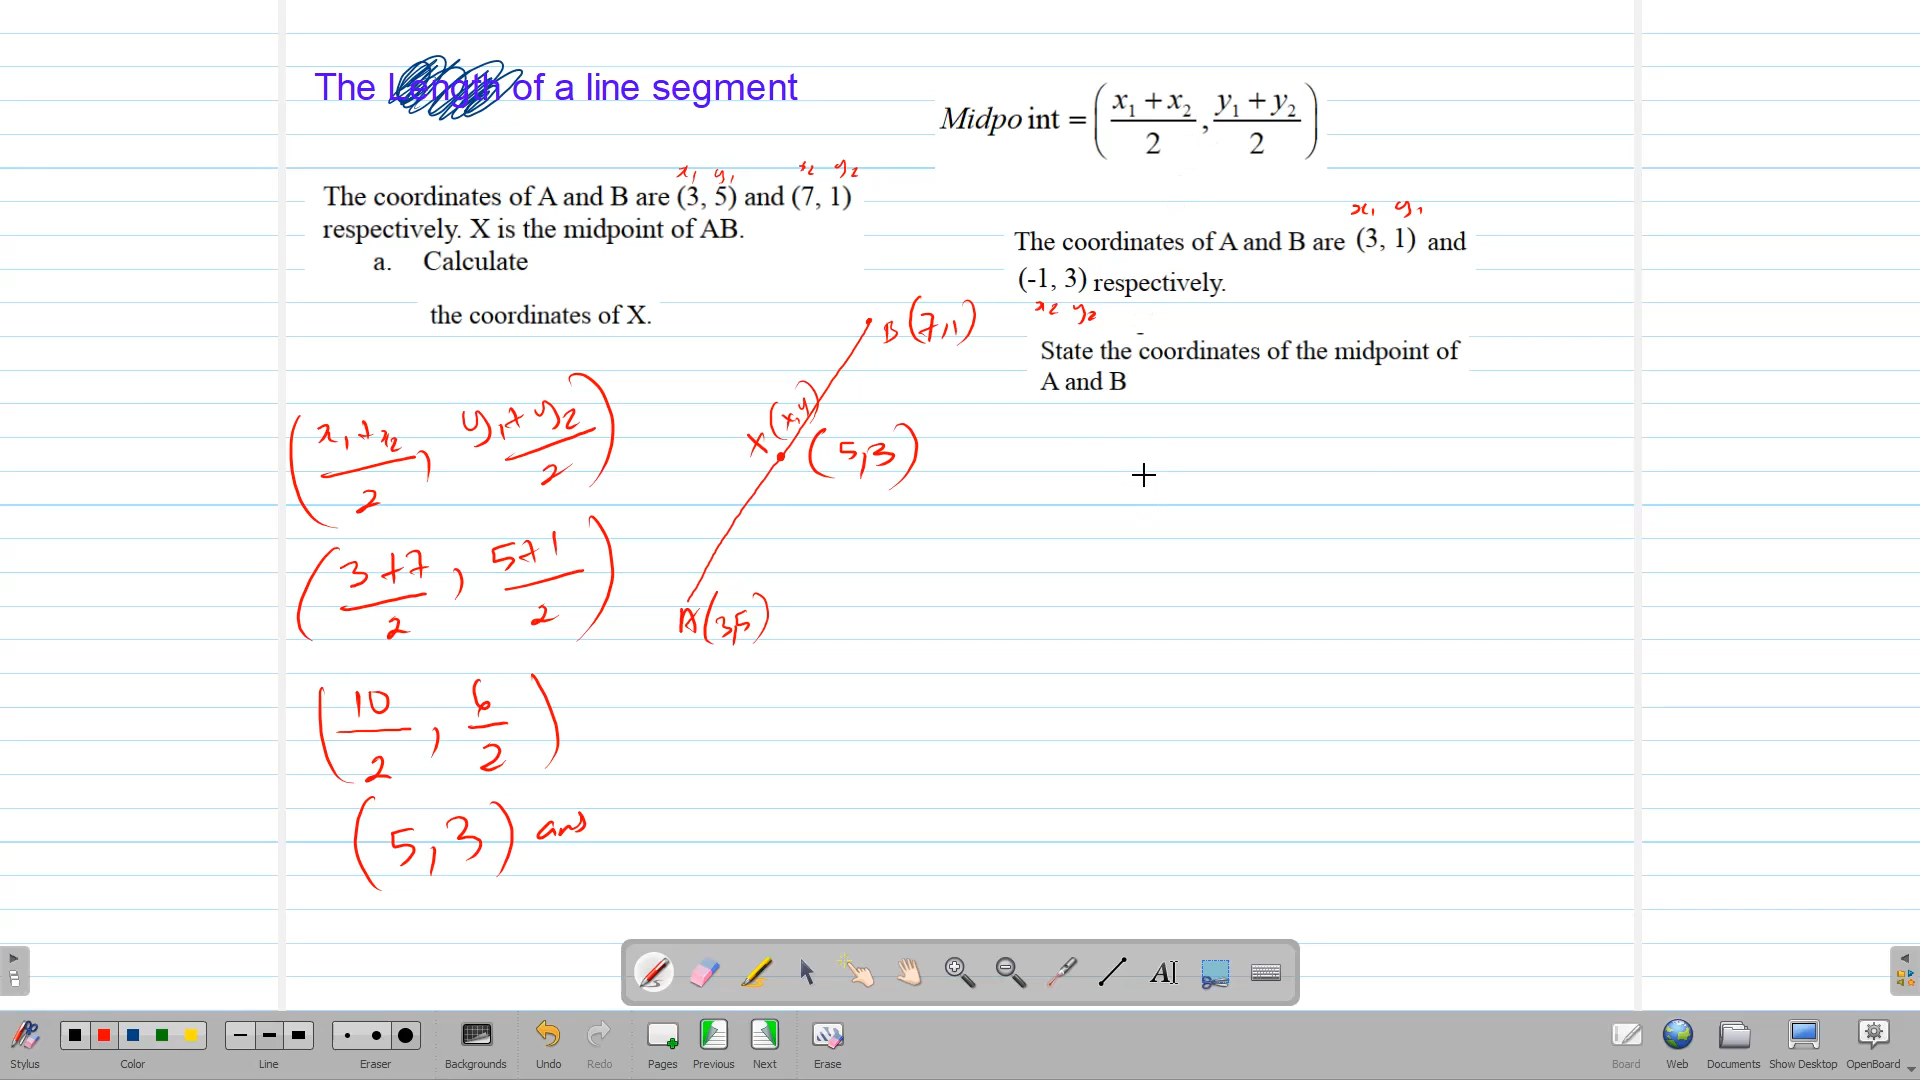 The Length of a line segment
Midpoint = ( x₁ + x₂ / 2 , y₁ + y₂ / 2 )
x₁ y₁ x₂ y₂
The coordinates of A and B are (3, 5) and (7, 1)
respectively. X is the midpoint of AB.
a. Calculate
the coordinates of X.
( x₁ + x₂ / 2 , y₁ + y₂ / 2 )
( 3 + 7 / 2 , 5 + 1 / 2 )
( 10 / 2 , 6 / 2 )
( 5 , 3 ) ans
B (7,1)
X (x,y)
(5,3)
A (3,5)
x₁ y₁
The coordinates of A and B are (3, 1) and
(-1, 3) respectively.
x₂ y₂
State the coordinates of the midpoint of
A and B
AI
Stylus Color Line Eraser Backgrounds Undo Redo Pages Previous Next Erase Board Web Documents Show Desktop OpenBoard